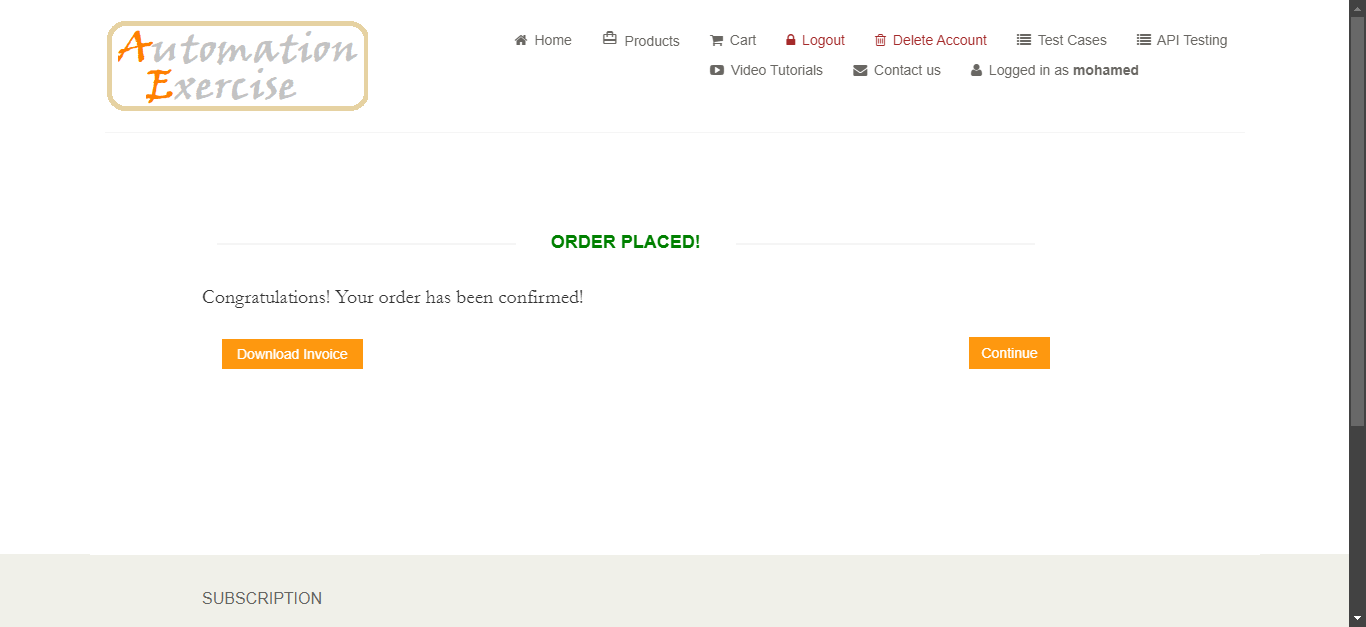 Automation
Exercise
Home Products Cart Logout Delete Account Test Cases API Testing
Video Tutorials Contact us Logged in as mohamed
ORDER PLACED!
Congratulations! Your order has been confirmed!
Download Invoice Continue
SUBSCRIPTION